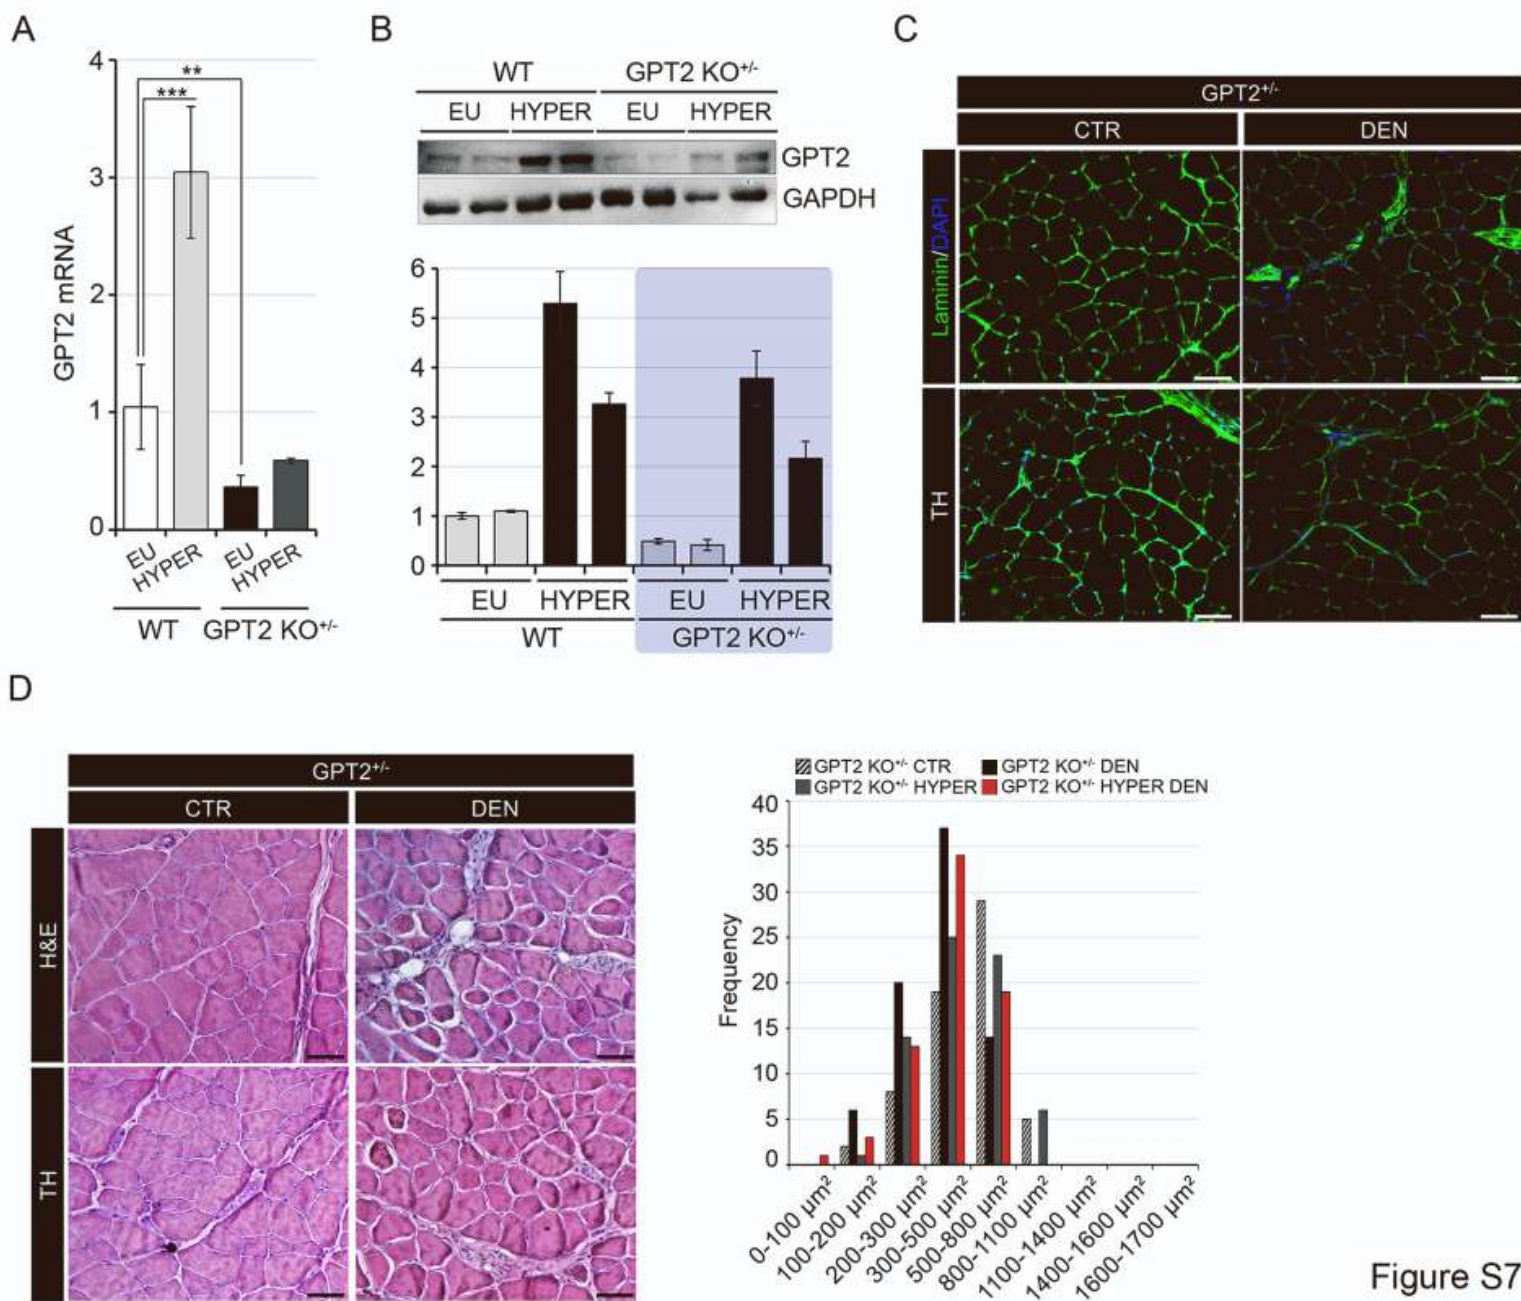 A
4
3
2
1
0
GPT2 mRNA
**
***
EU
HYPER
EU
HYPER
WT
GPT2 KO+/-
B
WT
GPT2 KO+/-
EU
HYPER
EU
HYPER
GPT2
GAPDH
6
5
4
3
2
1
0
EU
HYPER
EU
HYPER
WT
GPT2 KO+/-
C
GPT2+/-
CTR
DEN
Laminin/DAPI
TH
D
GPT2+/-
CTR
DEN
H&E
TH
GPT2 KO+/- CTR
GPT2 KO+/- DEN
GPT2 KO+/- HYPER
GPT2 KO+/- HYPER DEN
40
35
30
25
20
15
10
5
0
Frequency
0-100 µm²
100-200 µm²
200-300 µm²
300-500 µm²
500-800 µm²
800-1100 µm²
1100-1400 µm²
1400-1600 µm²
1600-1700 µm²
Figure S7